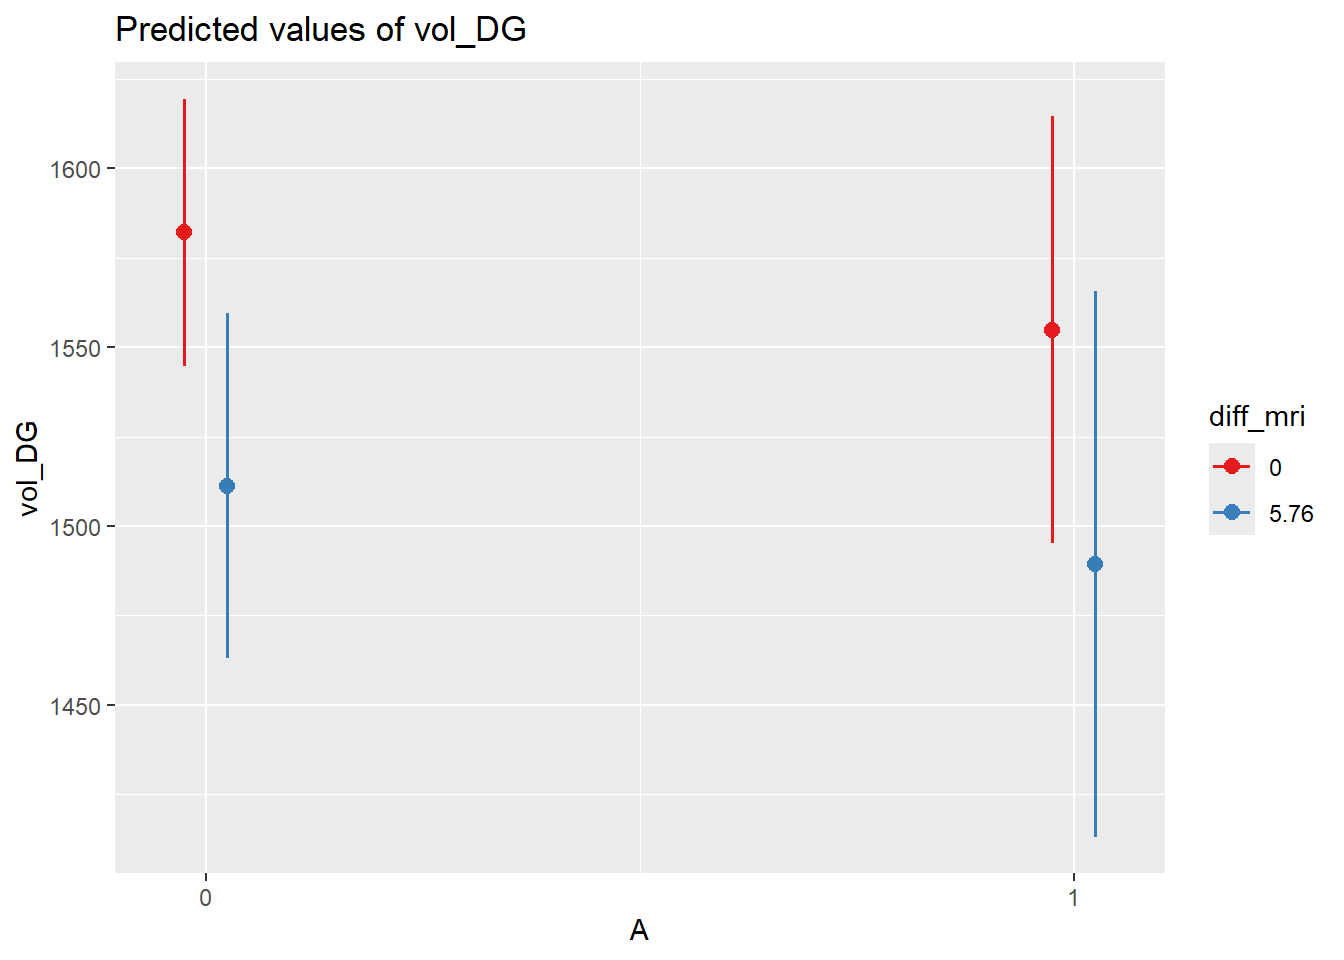 Predicted values of vol_DG
1600
1550
1500
1450
vol_DG
0
1
A
diff_mri
0
5.76